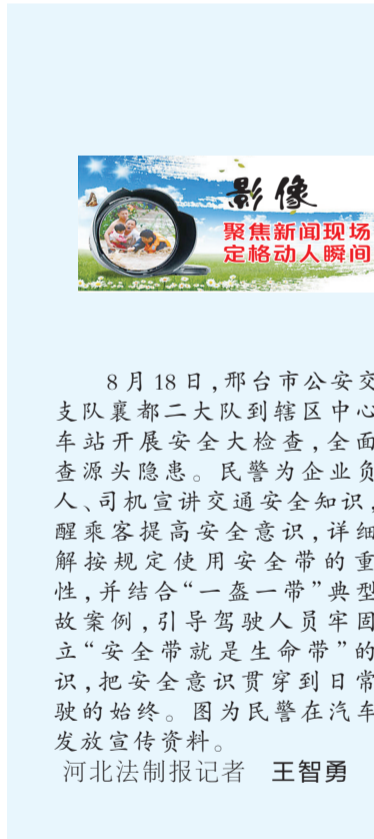 影像
聚焦新闻现场
定格动人瞬间
8月18日,邢台市公安交
支队襄都二大队到辖区中心
车站开展安全大检查,全面
查源头隐患。民警为企业负
人、司机宣讲交通安全知识,
醒乘客提高安全意识,详细
解按规定使用安全带的重
性,并结合“一盔一带”典型
故案例,引导驾驶人员牢固
立“安全带就是生命带”的
识,把安全意识贯穿到日常
驶的始终。图为民警在汽车
发放宣传资料。
河北法制报记者 王智勇